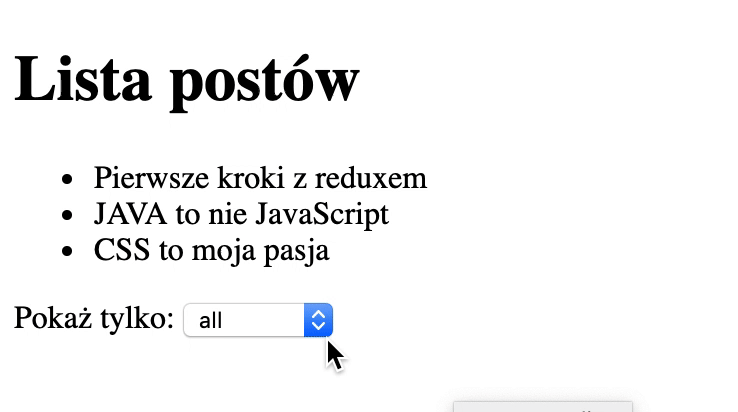 Lista postów
Pierwsze kroki z reduxem
JAVA to nie JavaScript
CSS to moja pasja
Pokaż tylko: all